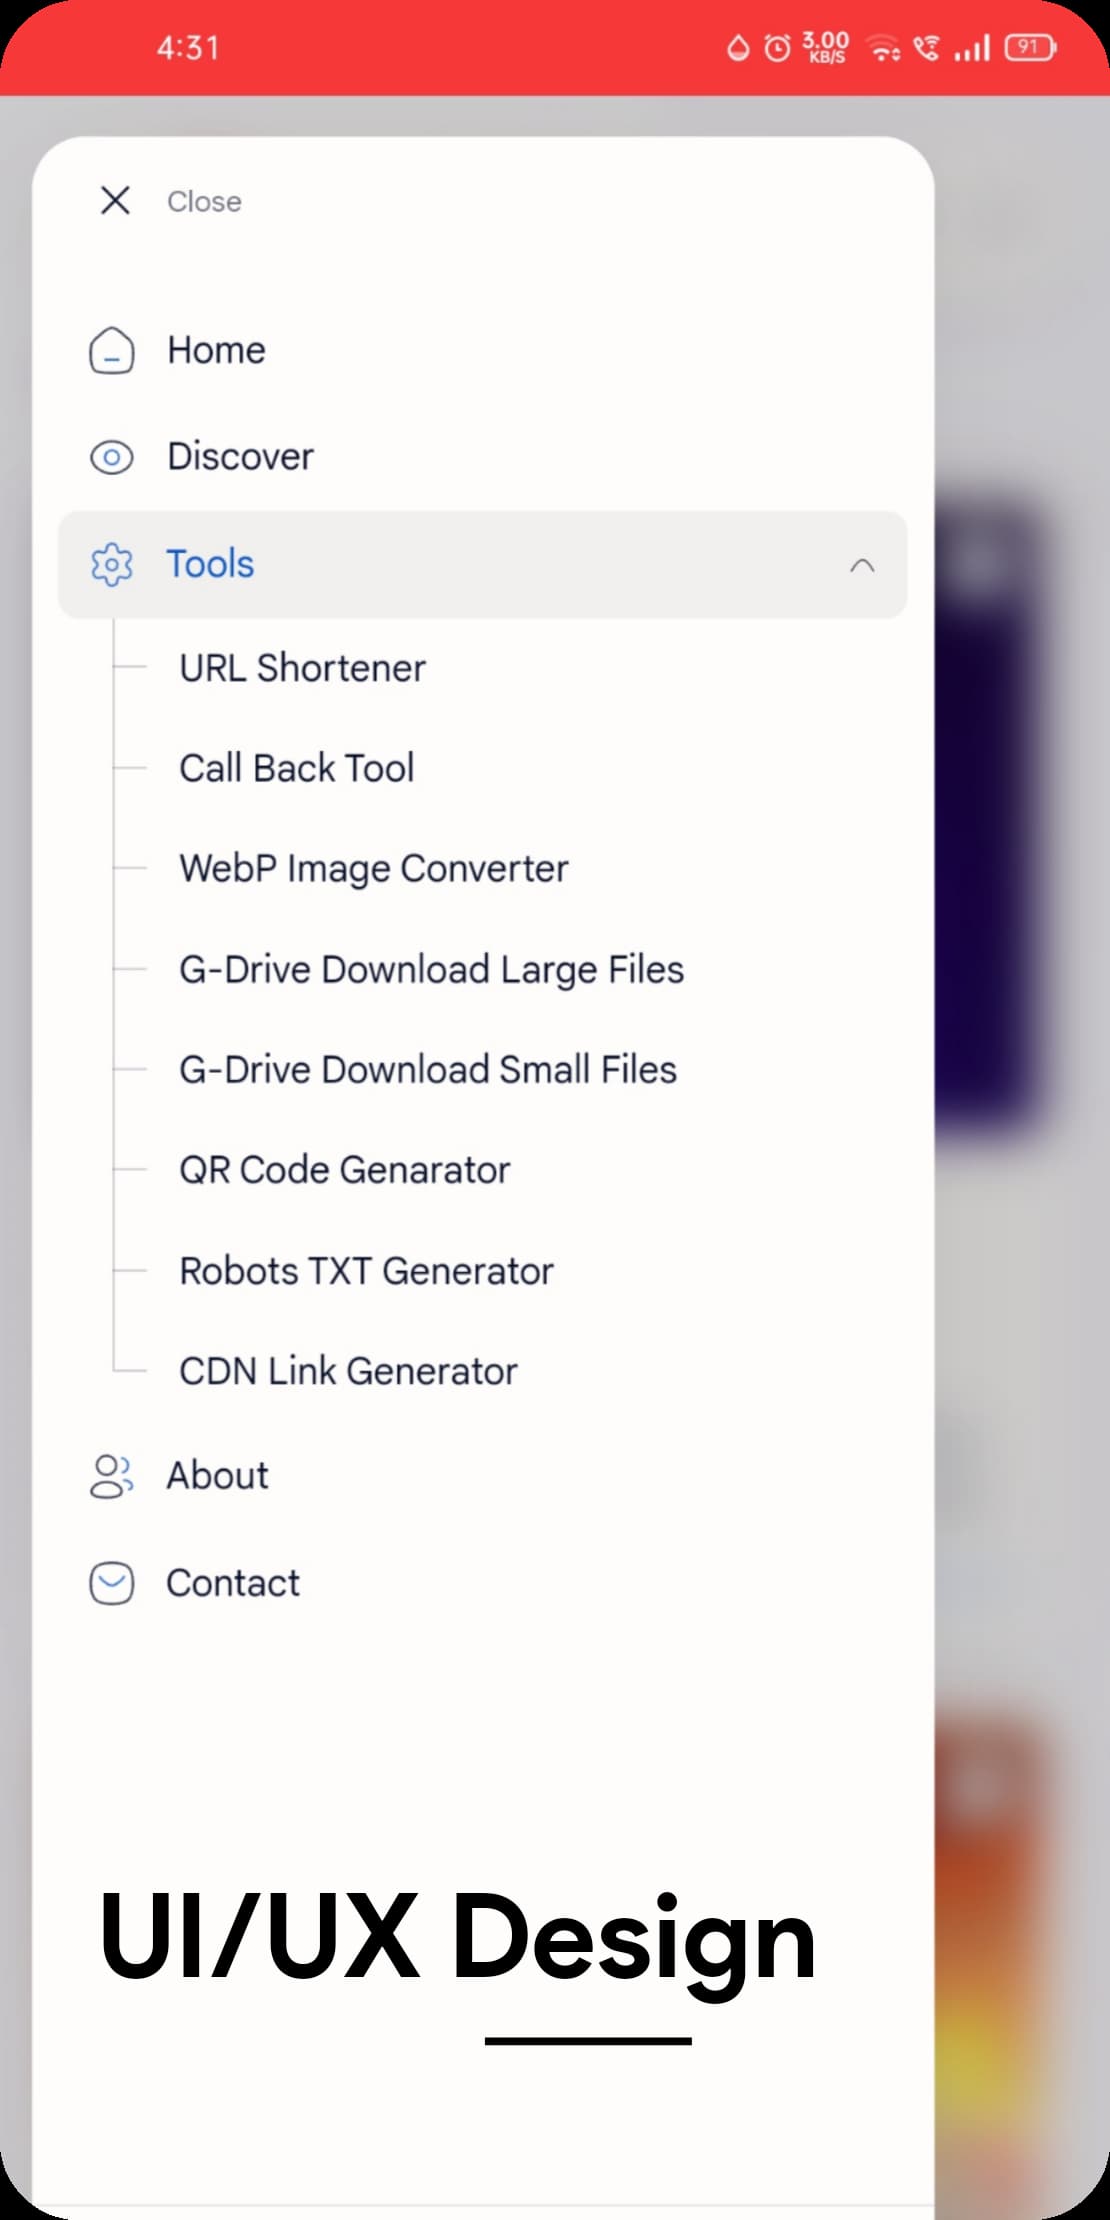 4:31
3.00
KB/S
91
Close
Home
Discover
Tools
URL Shortener
Call Back Tool
WebP Image Converter
G-Drive Download Large Files
G-Drive Download Small Files
QR Code Genarator
Robots TXT Generator
CDN Link Generator
About
Contact
UI/UX Design